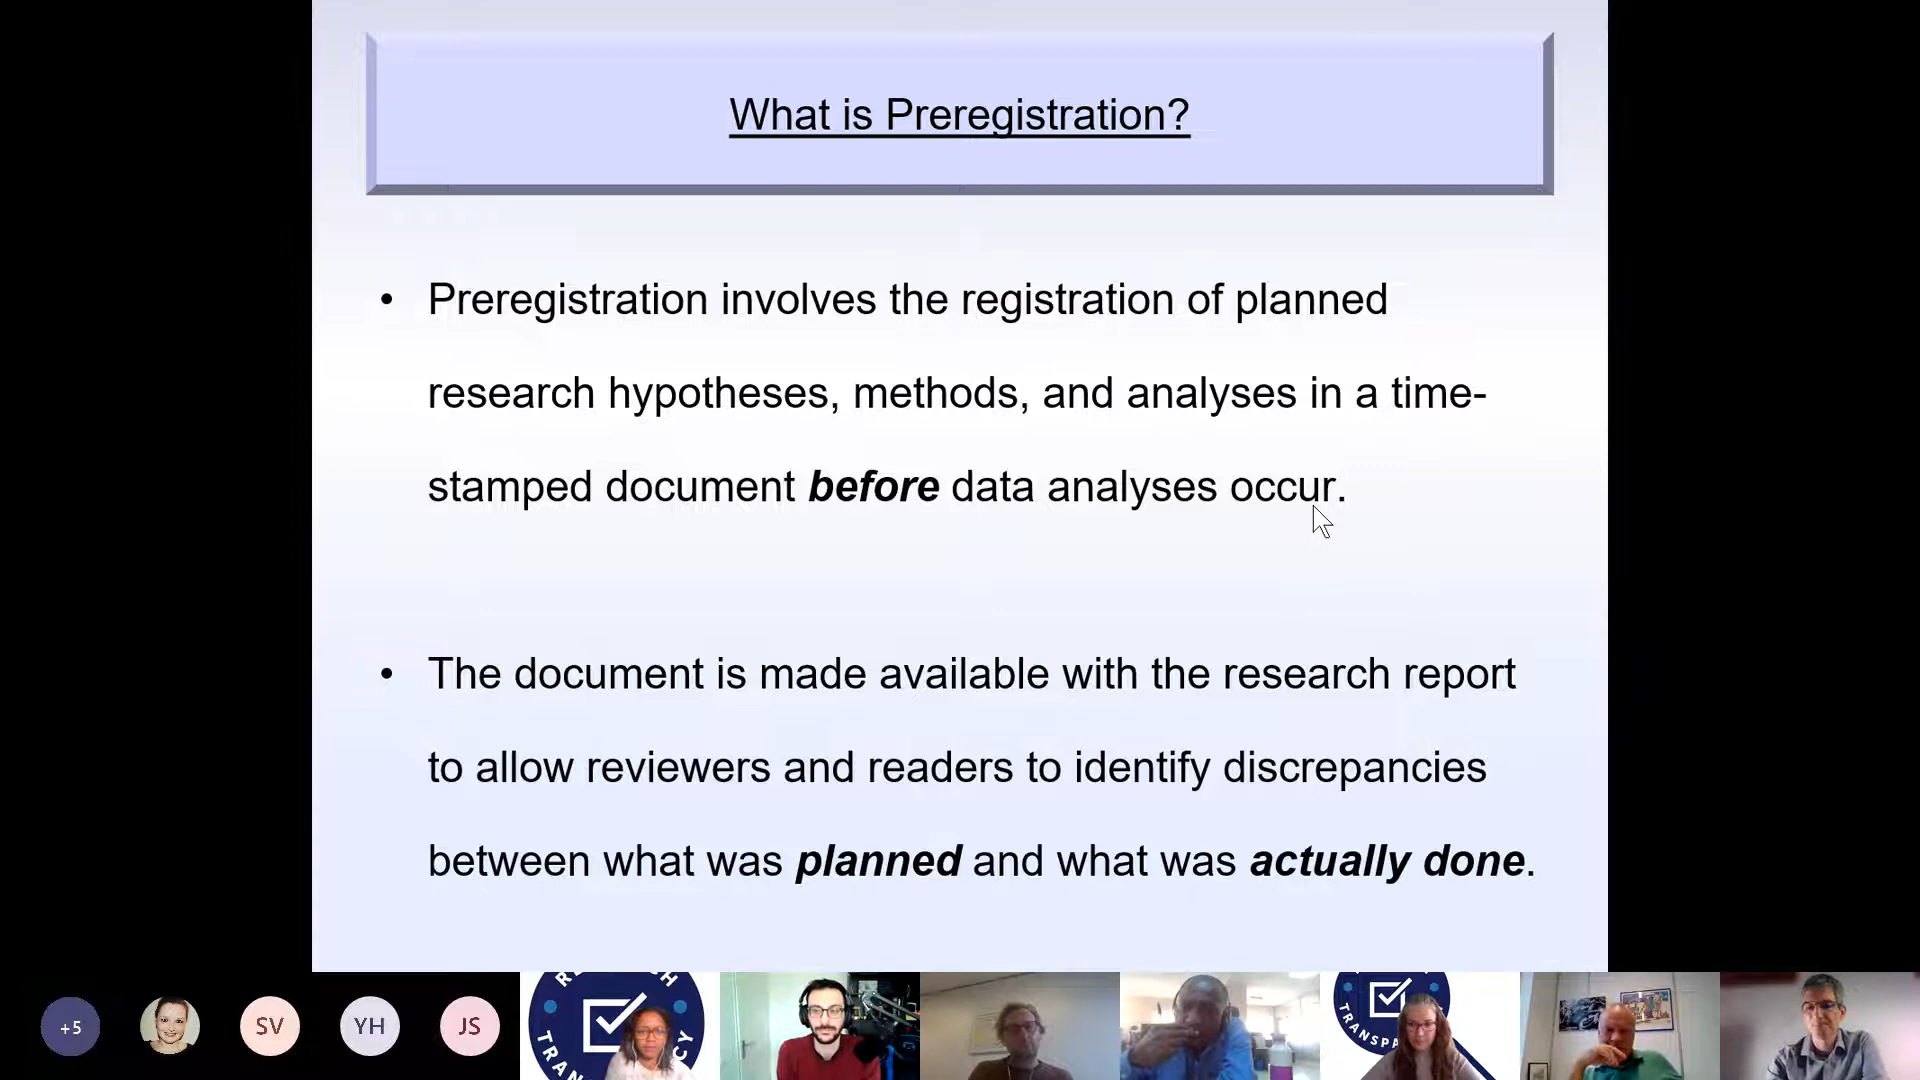 What is Preregistration?
• Preregistration involves the registration of planned
research hypotheses, methods, and analyses in a time-
stamped document before data analyses occur.
• The document is made available with the research report
to allow reviewers and readers to identify discrepancies
between what was planned and what was actually done.
+5
SV
YH
JS